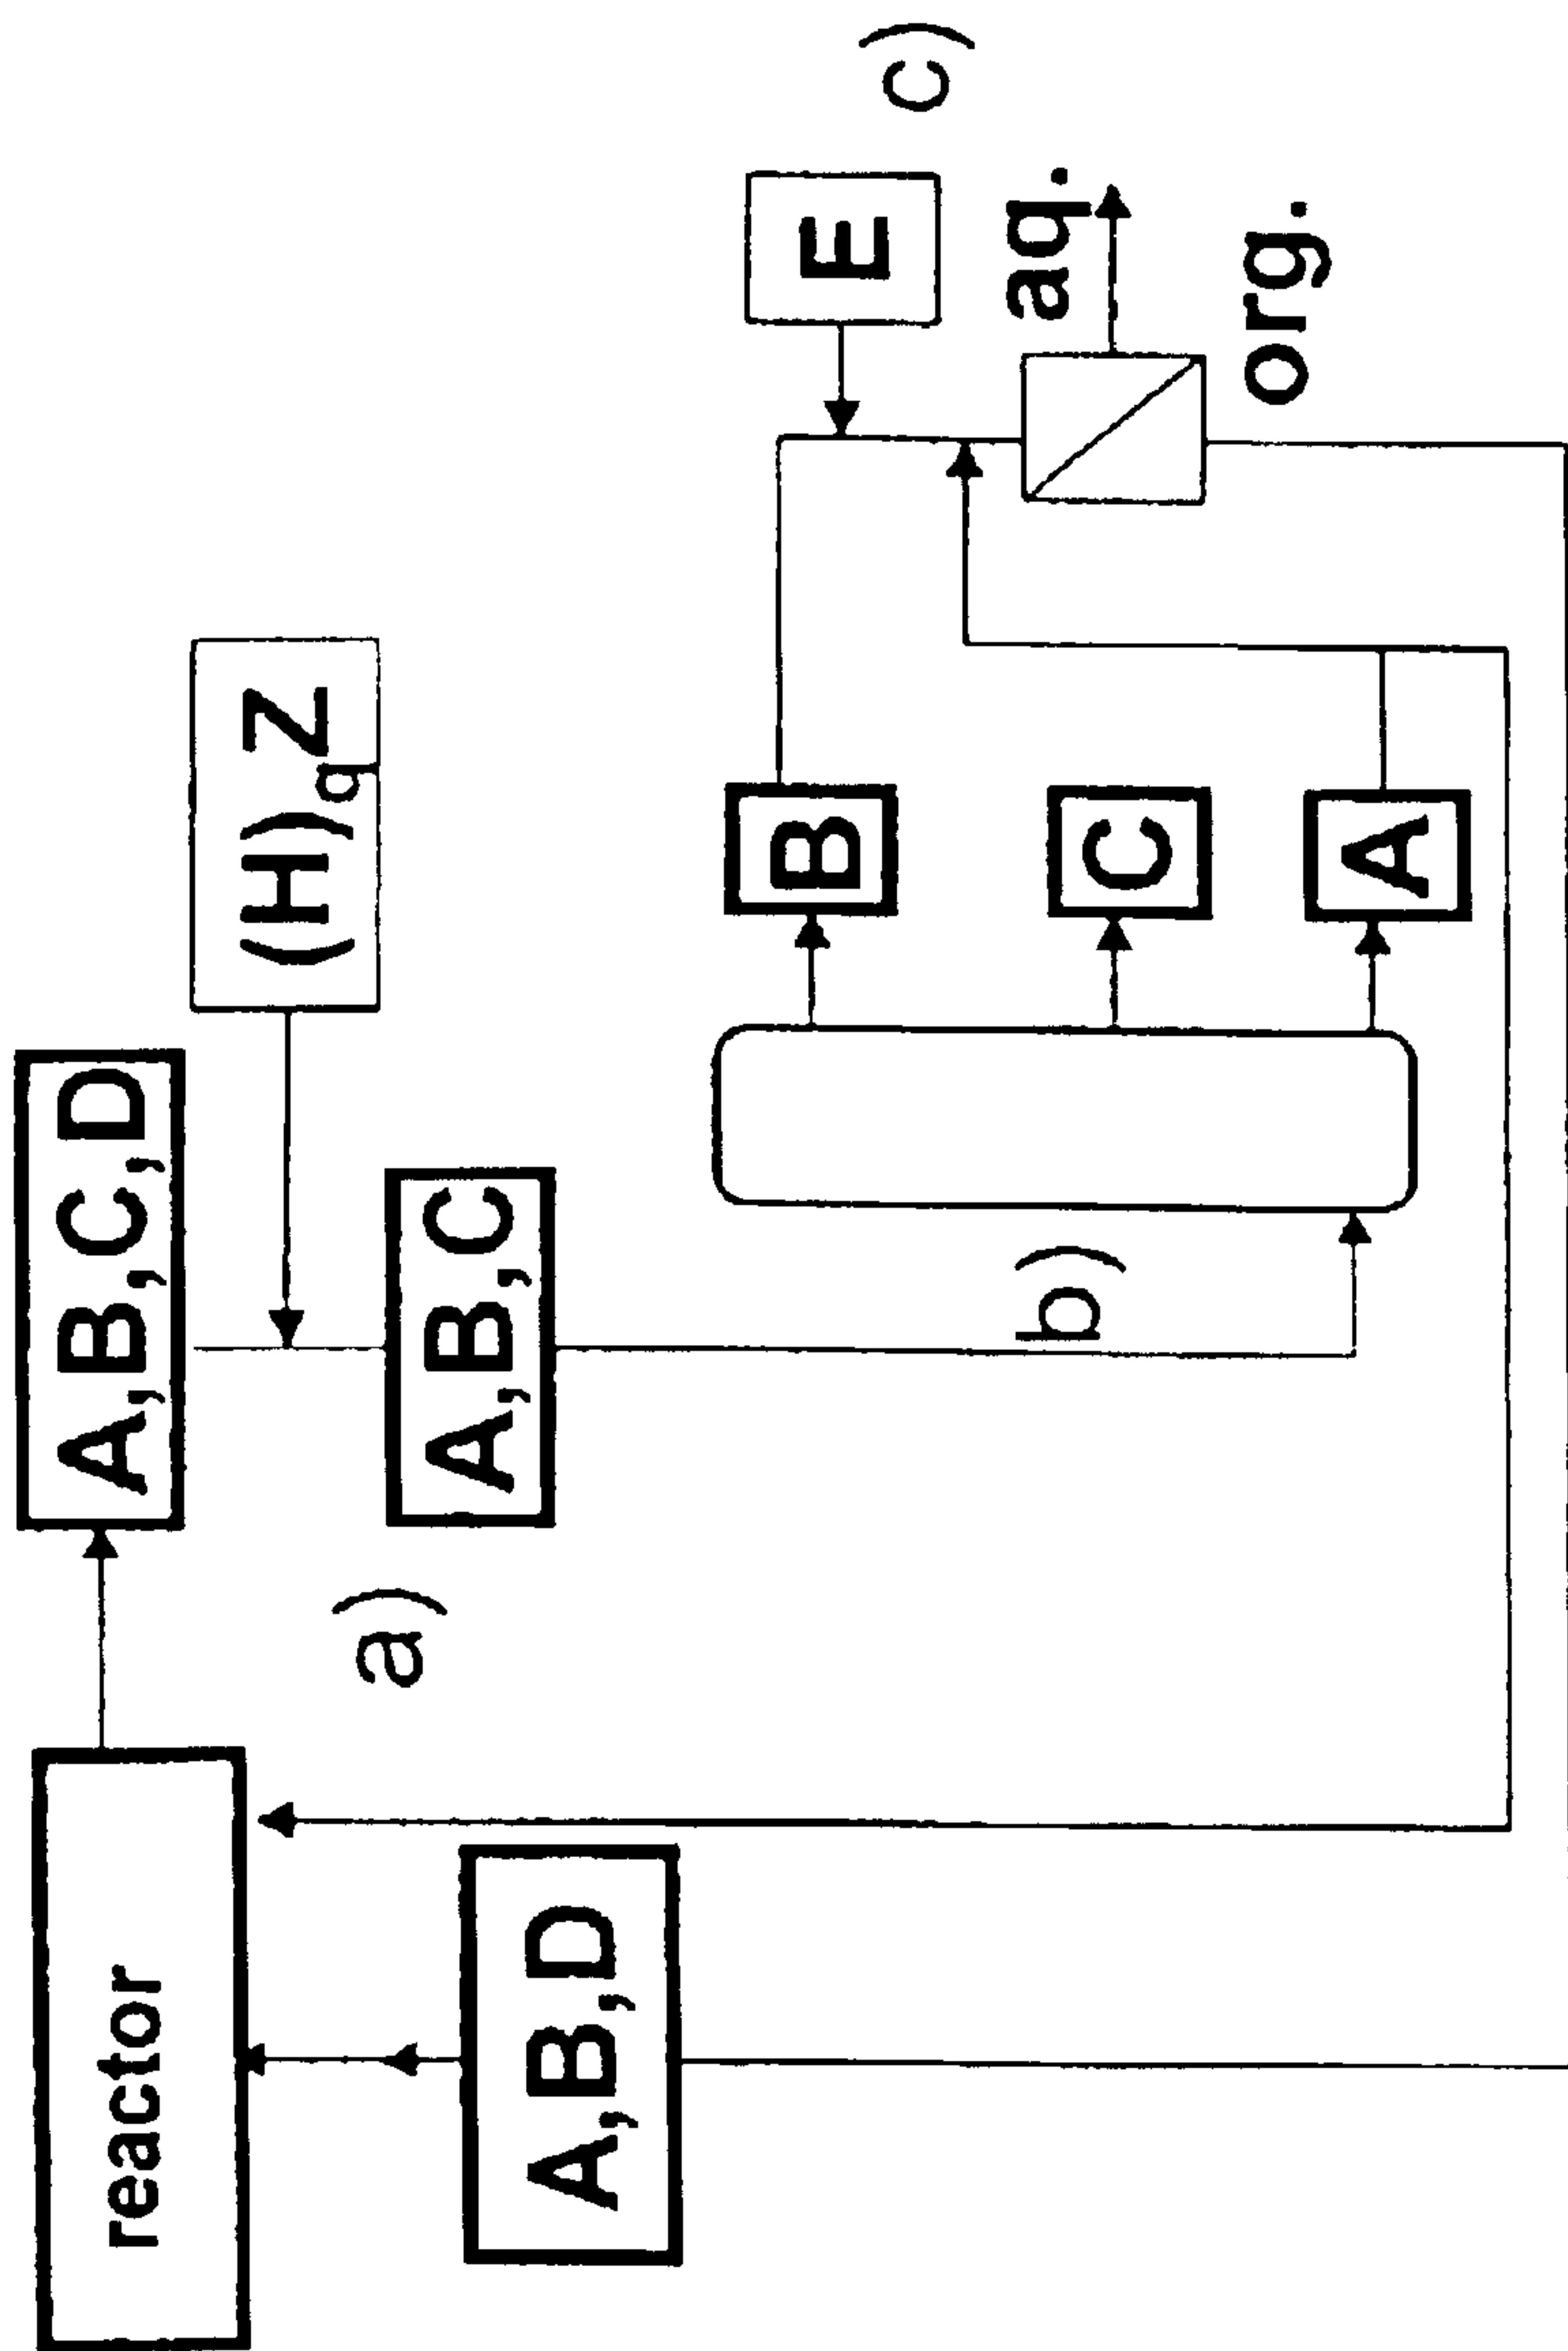 reactor
A,B,C,D
(H)qZ
a)
A,B,C
A,B,D
B
E
c)
b)
C
aq.
org.
A